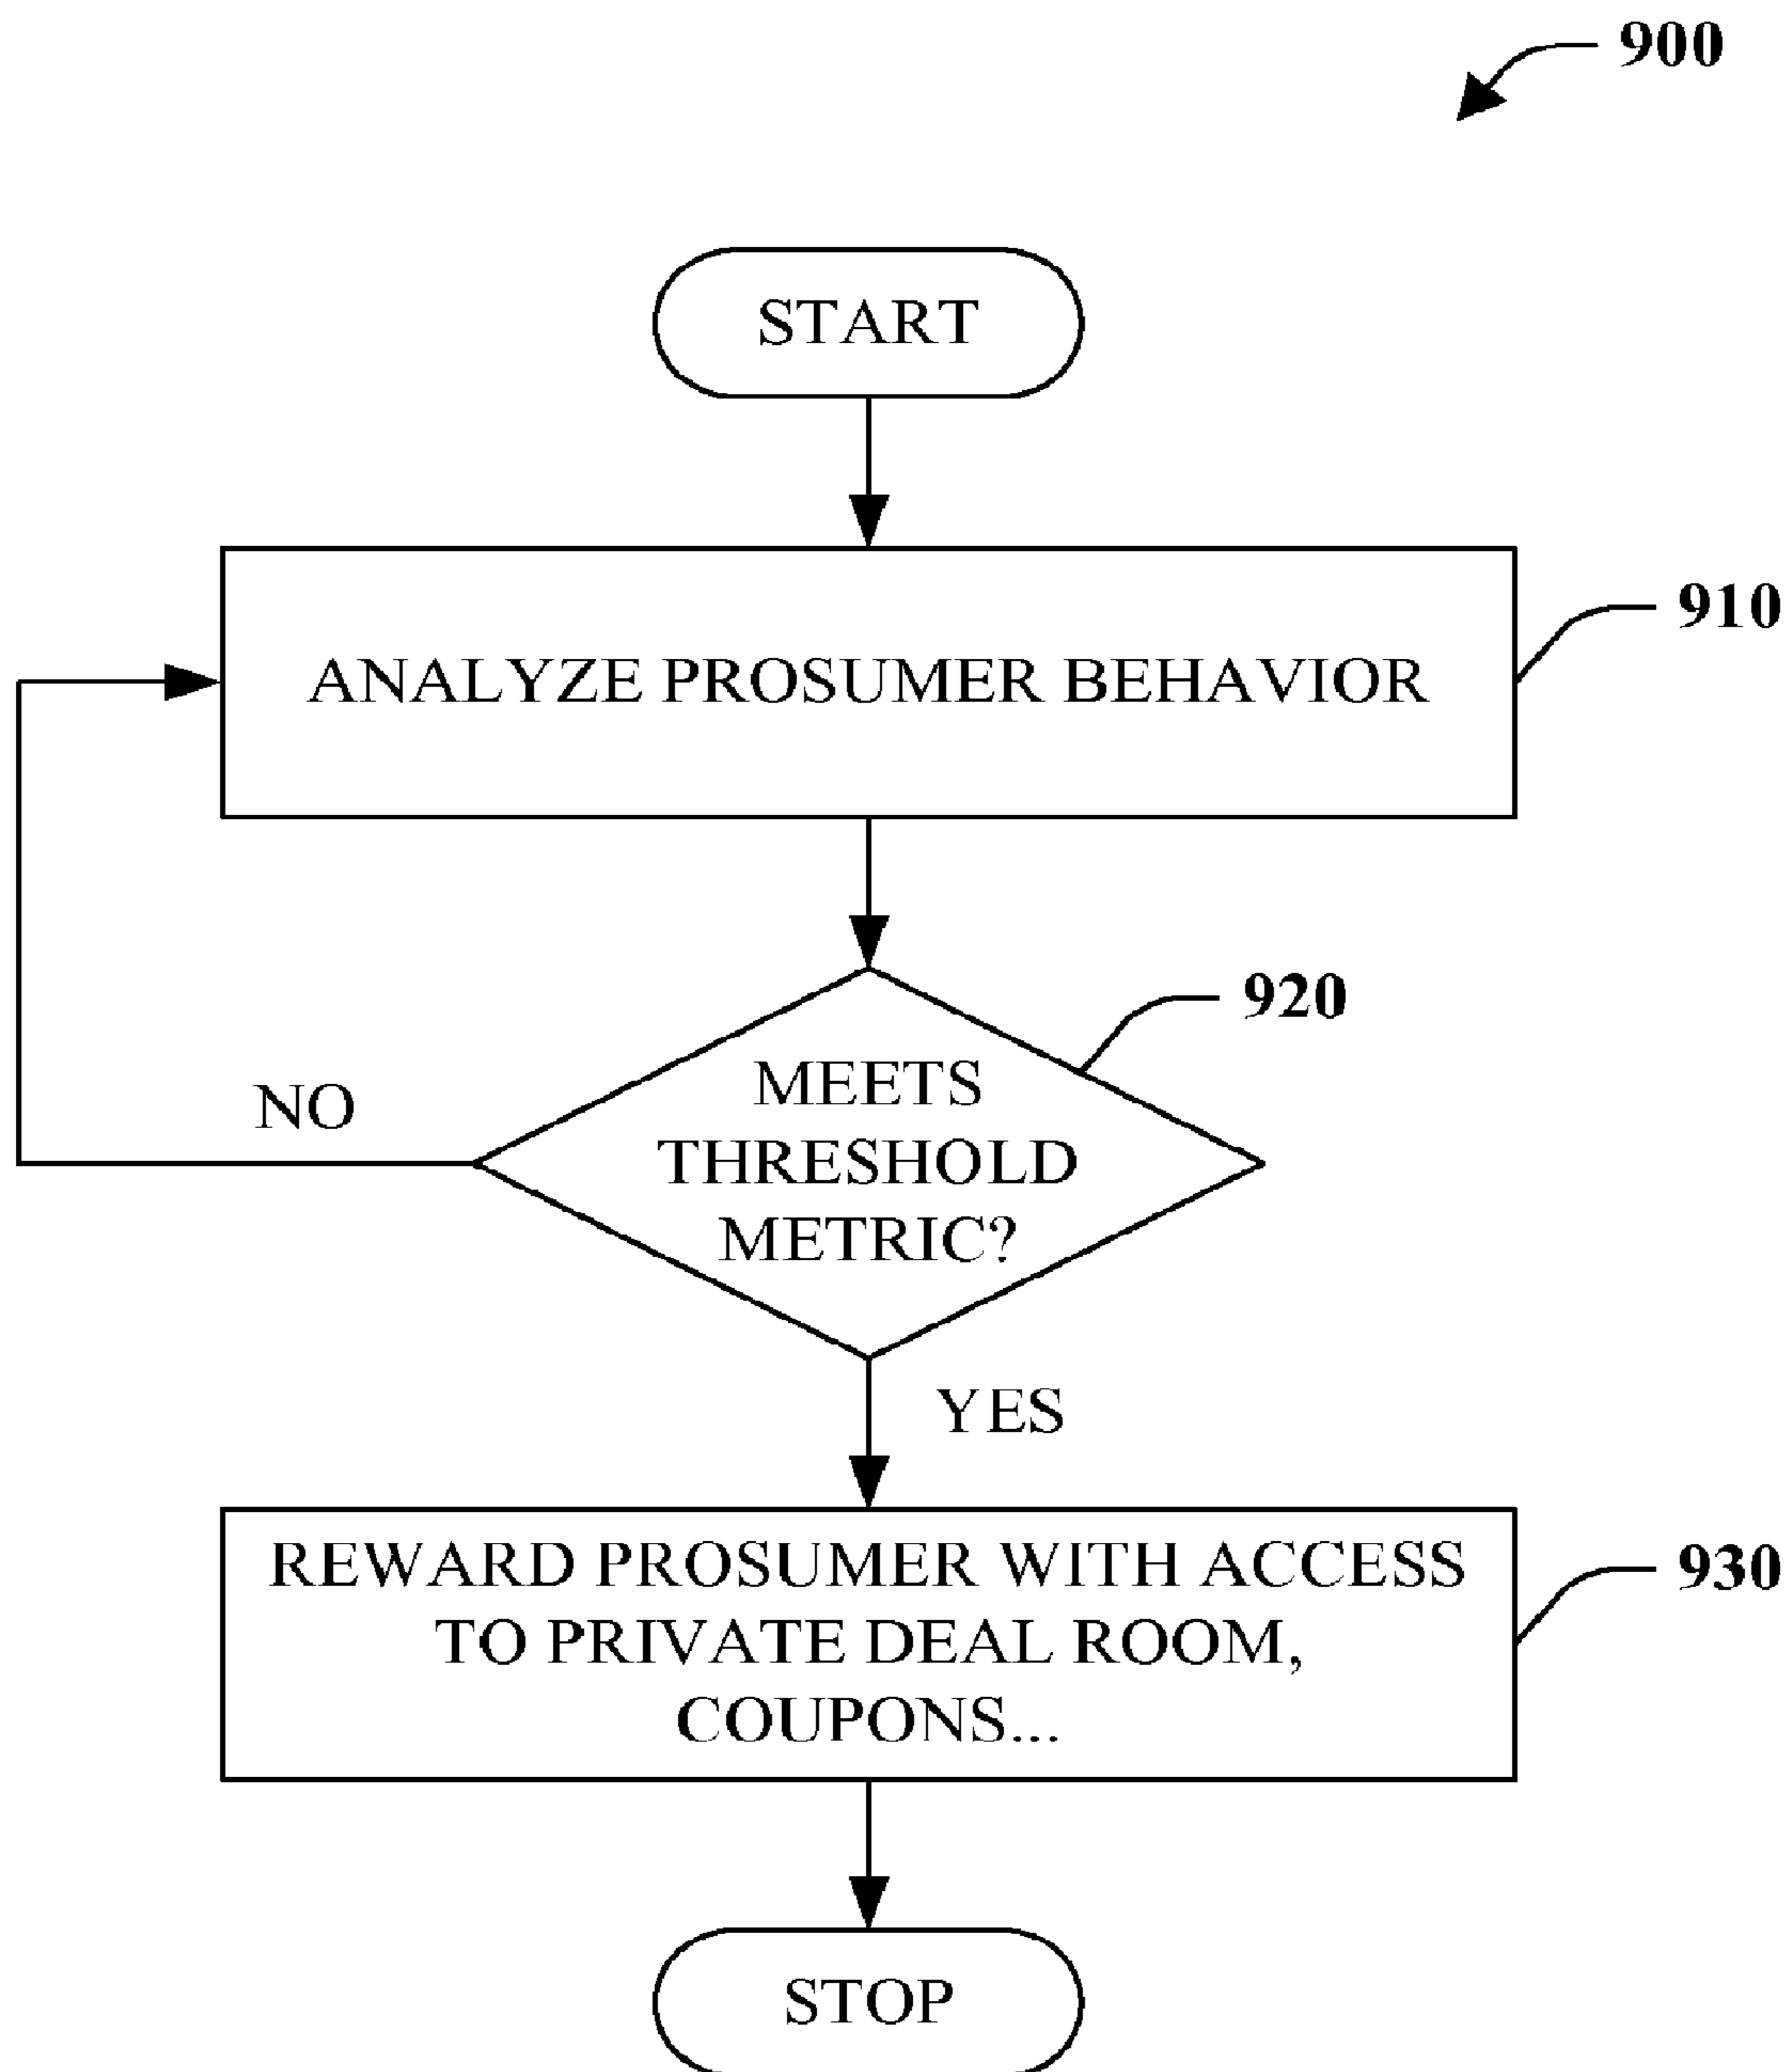 900
START
ANALYZE PROSUMER BEHAVIOR
910
920
MEETS
THRESHOLD
METRIC?
NO
YES
REWARD PROSUMER WITH ACCESS
TO PRIVATE DEAL ROOM,
COUPONS...
930
STOP